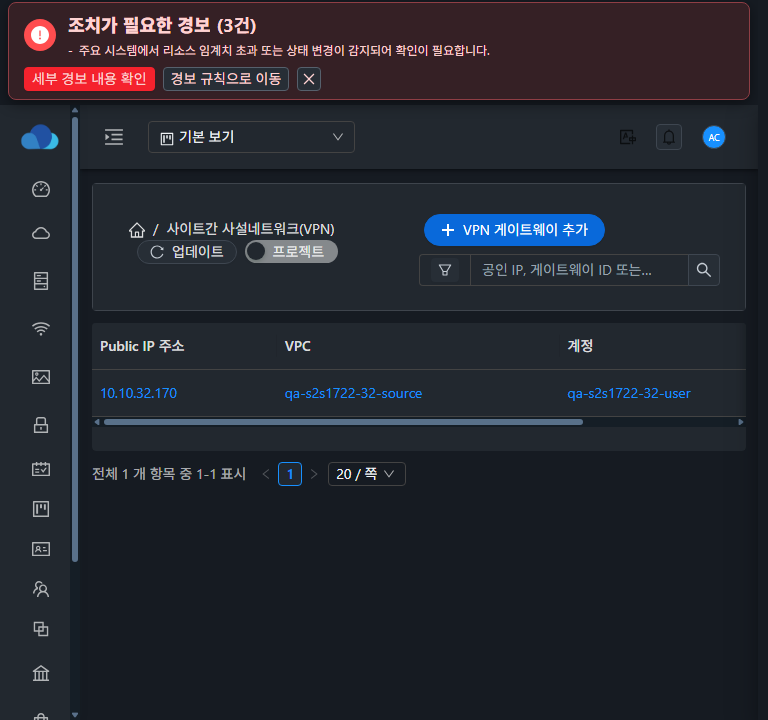 조치가 필요한 경보 (3건)
- 주요 시스템에서 리소스 임계치 초과 또는 상태 변경이 감지되어 확인이 필요합니다.
세부 경보 내용 확인 경보 규칙으로 이동
기본 보기
AC
/ 사이트간 사설네트워크(VPN)
업데이트 프로젝트
VPN 게이트웨이 추가
공인 IP, 게이트웨이 ID 또는...
Public IP 주소 VPC 계정
10.10.32.170 qa-s2s1722-32-source qa-s2s1722-32-user
전체 1 개 항목 중 1-1 표시 1 20 / 쪽